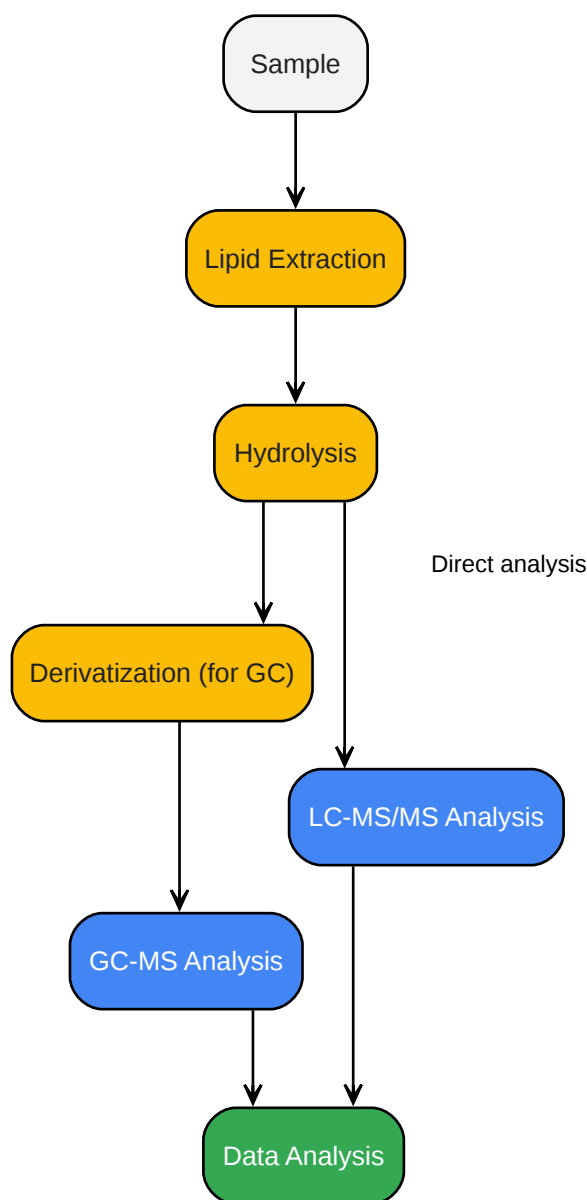 Sample
Lipid Extraction
Hydrolysis
Direct analysis
Derivatization (for GC)
LC-MS/MS Analysis
GC-MS Analysis
Data Analysis